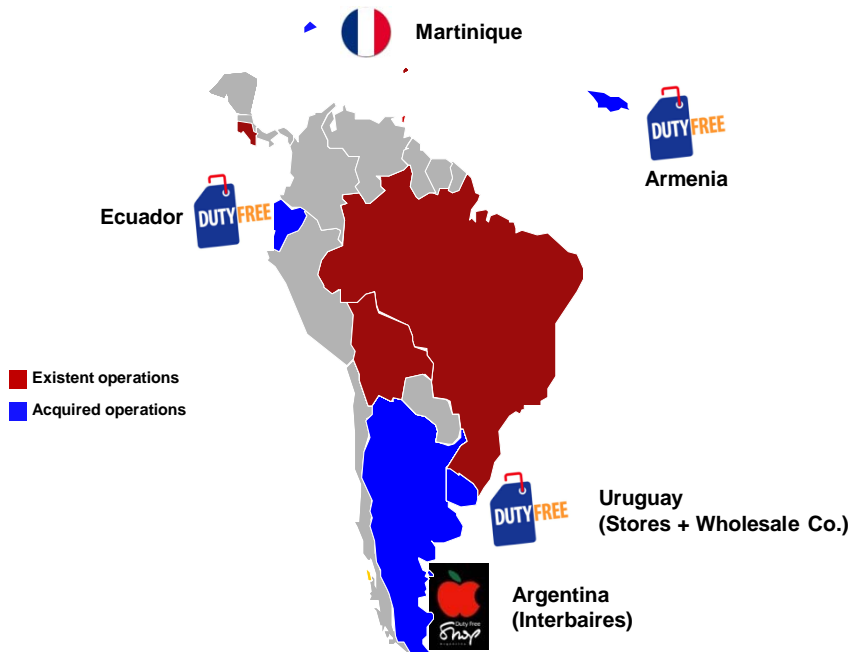 Martinique
DUTY FREE
Armenia
Ecuador
DUTY FREE
Existent operations
Acquired operations
DUTY FREE
Uruguay
(Stores + Wholesale Co.)
Duty Free
Shop
Argentina
(Interbaires)